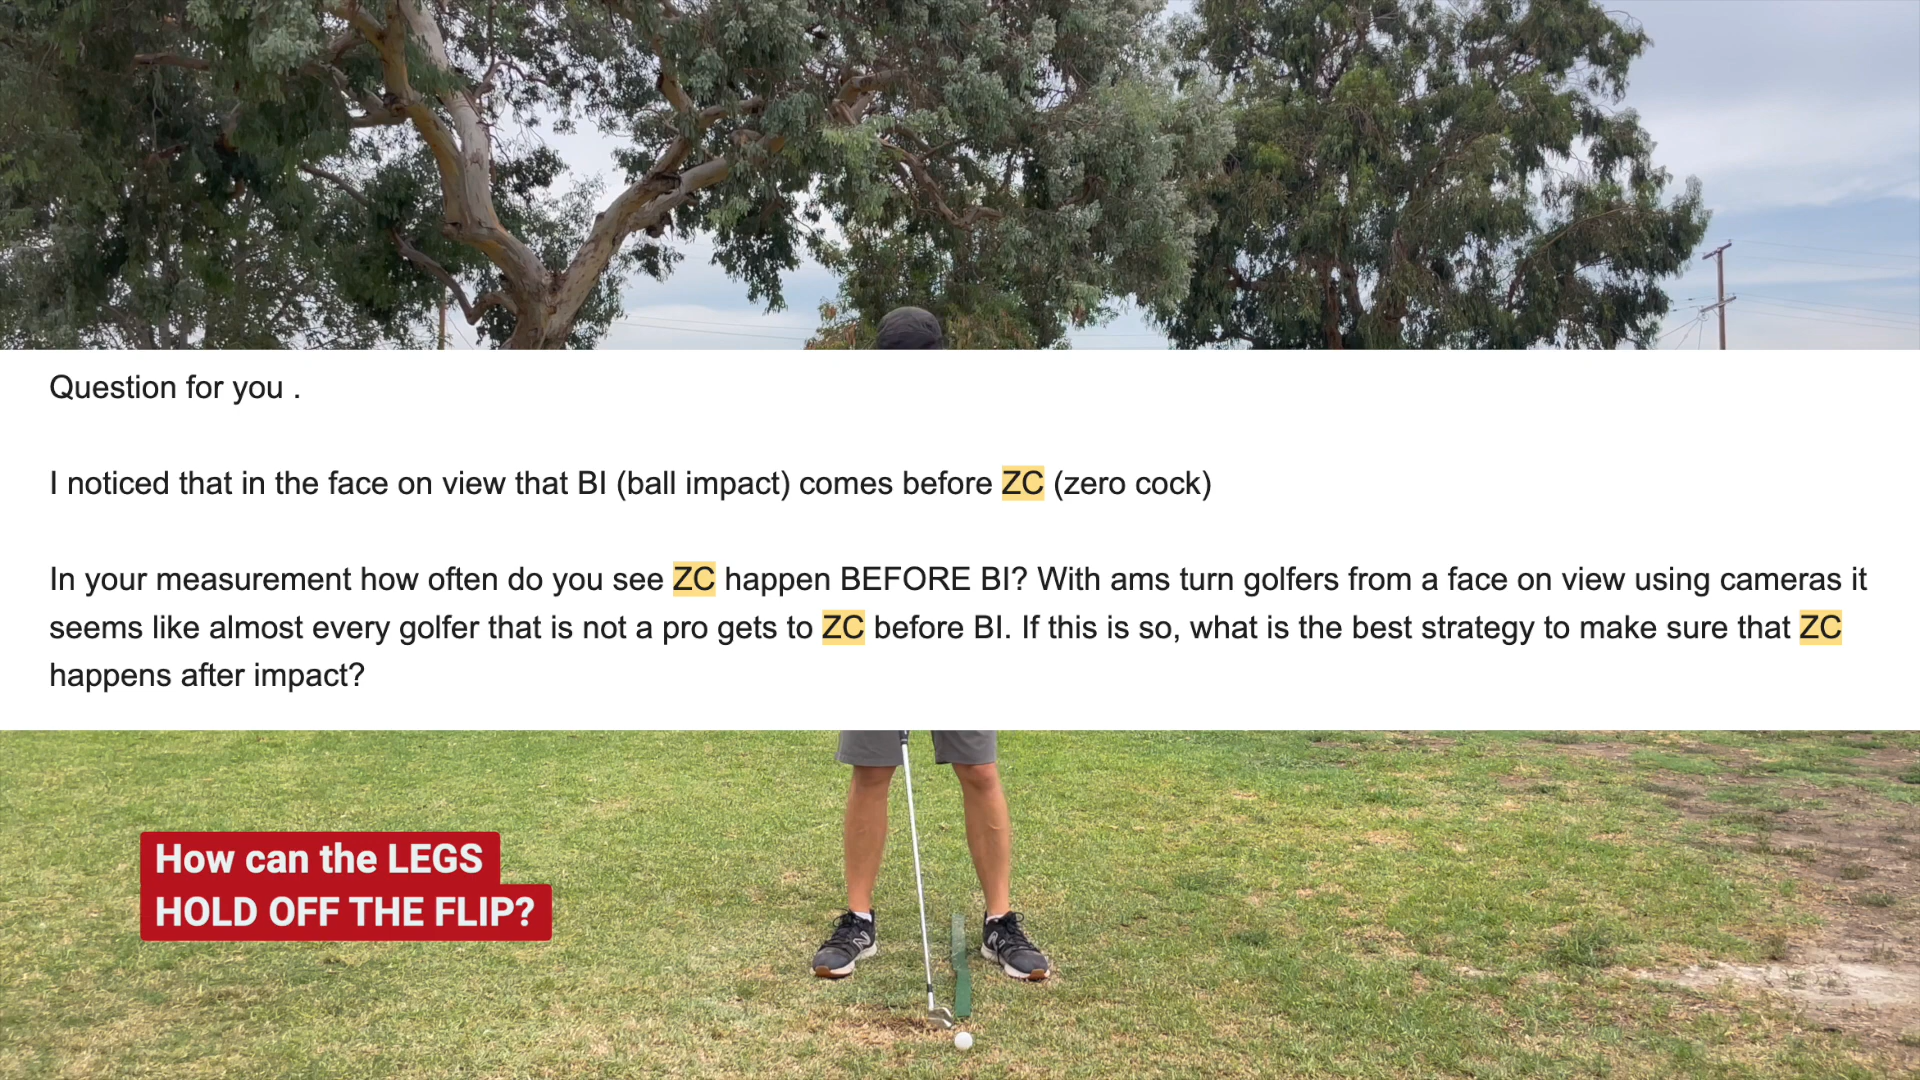 Question for you .
I noticed that in the face on view that BI (ball impact) comes before ZC (zero cock)
In your measurement how often do you see ZC happen BEFORE BI? With ams turn golfers from a face on view using cameras it
seems like almost every golfer that is not a pro gets to ZC before BI. If this is so, what is the best strategy to make sure that ZC
happens after impact?
How can the LEGS
HOLD OFF THE FLIP?